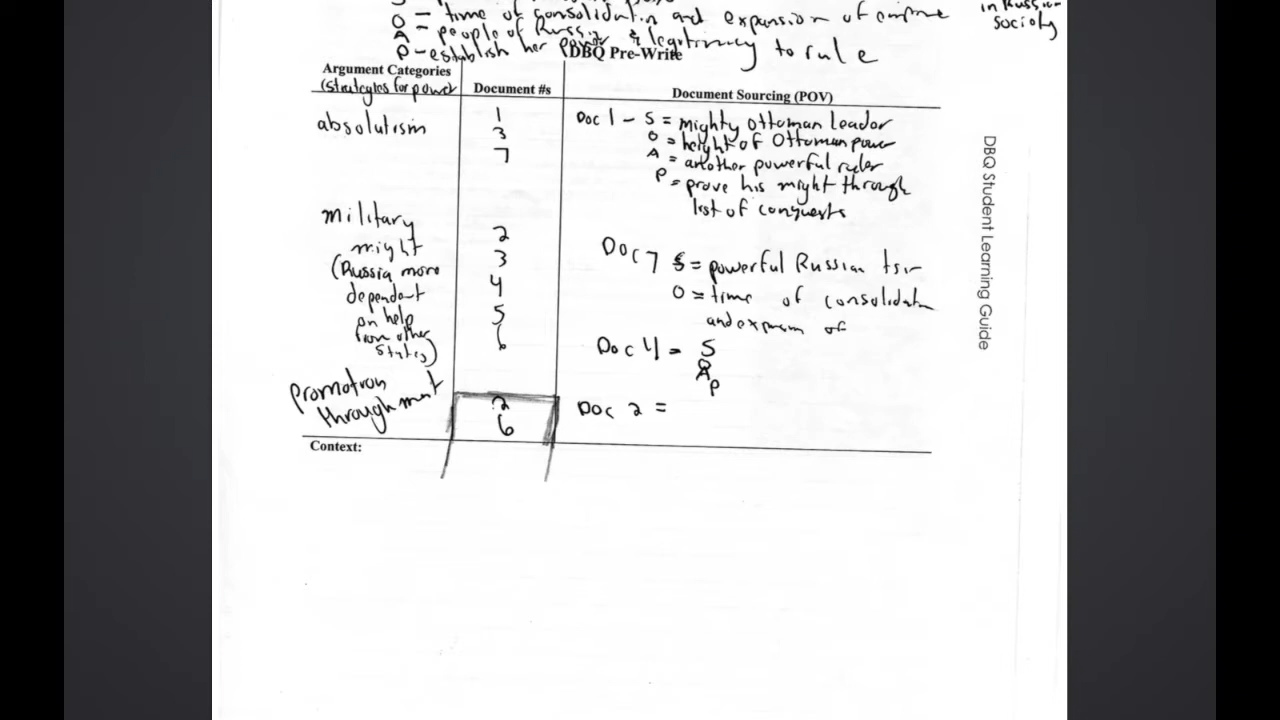 O = time of consolidation and expansion of empire
in Russian
society
A = people of Russia & legitimacy to rule
P - establish her power
DBQ Pre-Write
Argument Categories
(strategies for power
Document #s
Document Sourcing (POV)
absolutism
1
3
7
Doc 1 - S = mighty Ottoman leader
O = height of Ottoman power
A = another powerful ruler
P = prove his might through
list of conquests
military
might
(Russia more
dependent
on help
from other
states)
2
3
4
5
6
Doc 7 S = powerful Russian tsir
O = time of consolidation
and expansion of
Doc 4 = S
O
A
P
promotion
through merit
2
6
Doc 2 =
Context:
DBQ Student Learning Guide